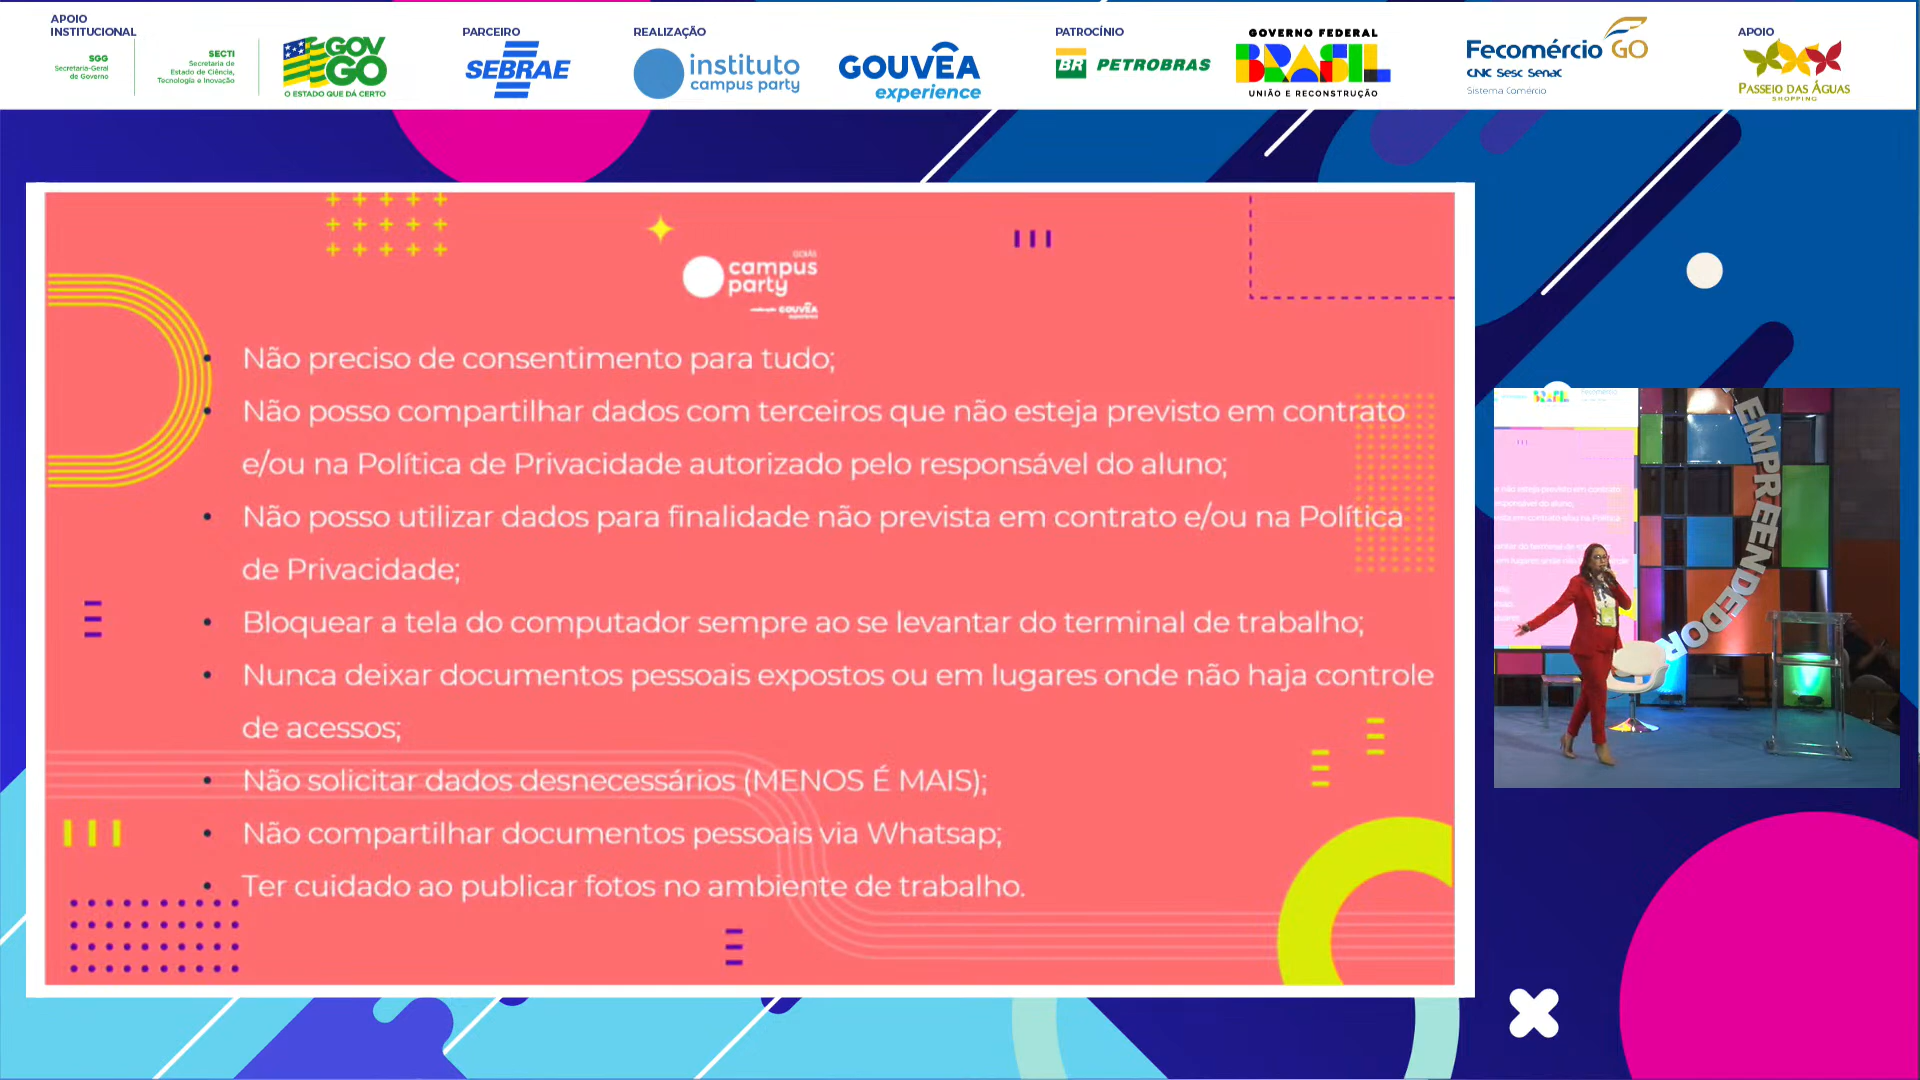 APOIO
INSTITUCIONAL
SGG
Secretaria-Geral
de Governo
SECTI
Secretaria de
Estado de Ciência,
Tecnologia e Inovação
GOV
GO
O ESTADO QUE DÁ CERTO
PARCEIRO
SEBRAE
REALIZAÇÃO
instituto
campus party
GOUVÊA
experience
PATROCÍNIO
BR PETROBRAS
GOVERNO FEDERAL
BRASIL
UNIÃO E RECONSTRUÇÃO
Fecomércio GO
CNC Sesc Senac
Sistema Comércio
APOIO
PASSEIO DAS ÁGUAS
SHOPPING
GOIÁS
campus
party
GOUVÊA
experience
Não preciso de consentimento para tudo;
Não posso compartilhar dados com terceiros que não esteja previsto em contrato
e/ou na Política de Privacidade autorizado pelo responsável do aluno;
Não posso utilizar dados para finalidade não prevista em contrato e/ou na Política
de Privacidade;
Bloquear a tela do computador sempre ao se levantar do terminal de trabalho;
Nunca deixar documentos pessoais expostos ou em lugares onde não haja controle
de acessos;
Não solicitar dados desnecessários (MENOS É MAIS);
Não compartilhar documentos pessoais via Whatsap;
Ter cuidado ao publicar fotos no ambiente de trabalho.
EMPREENDEDOR